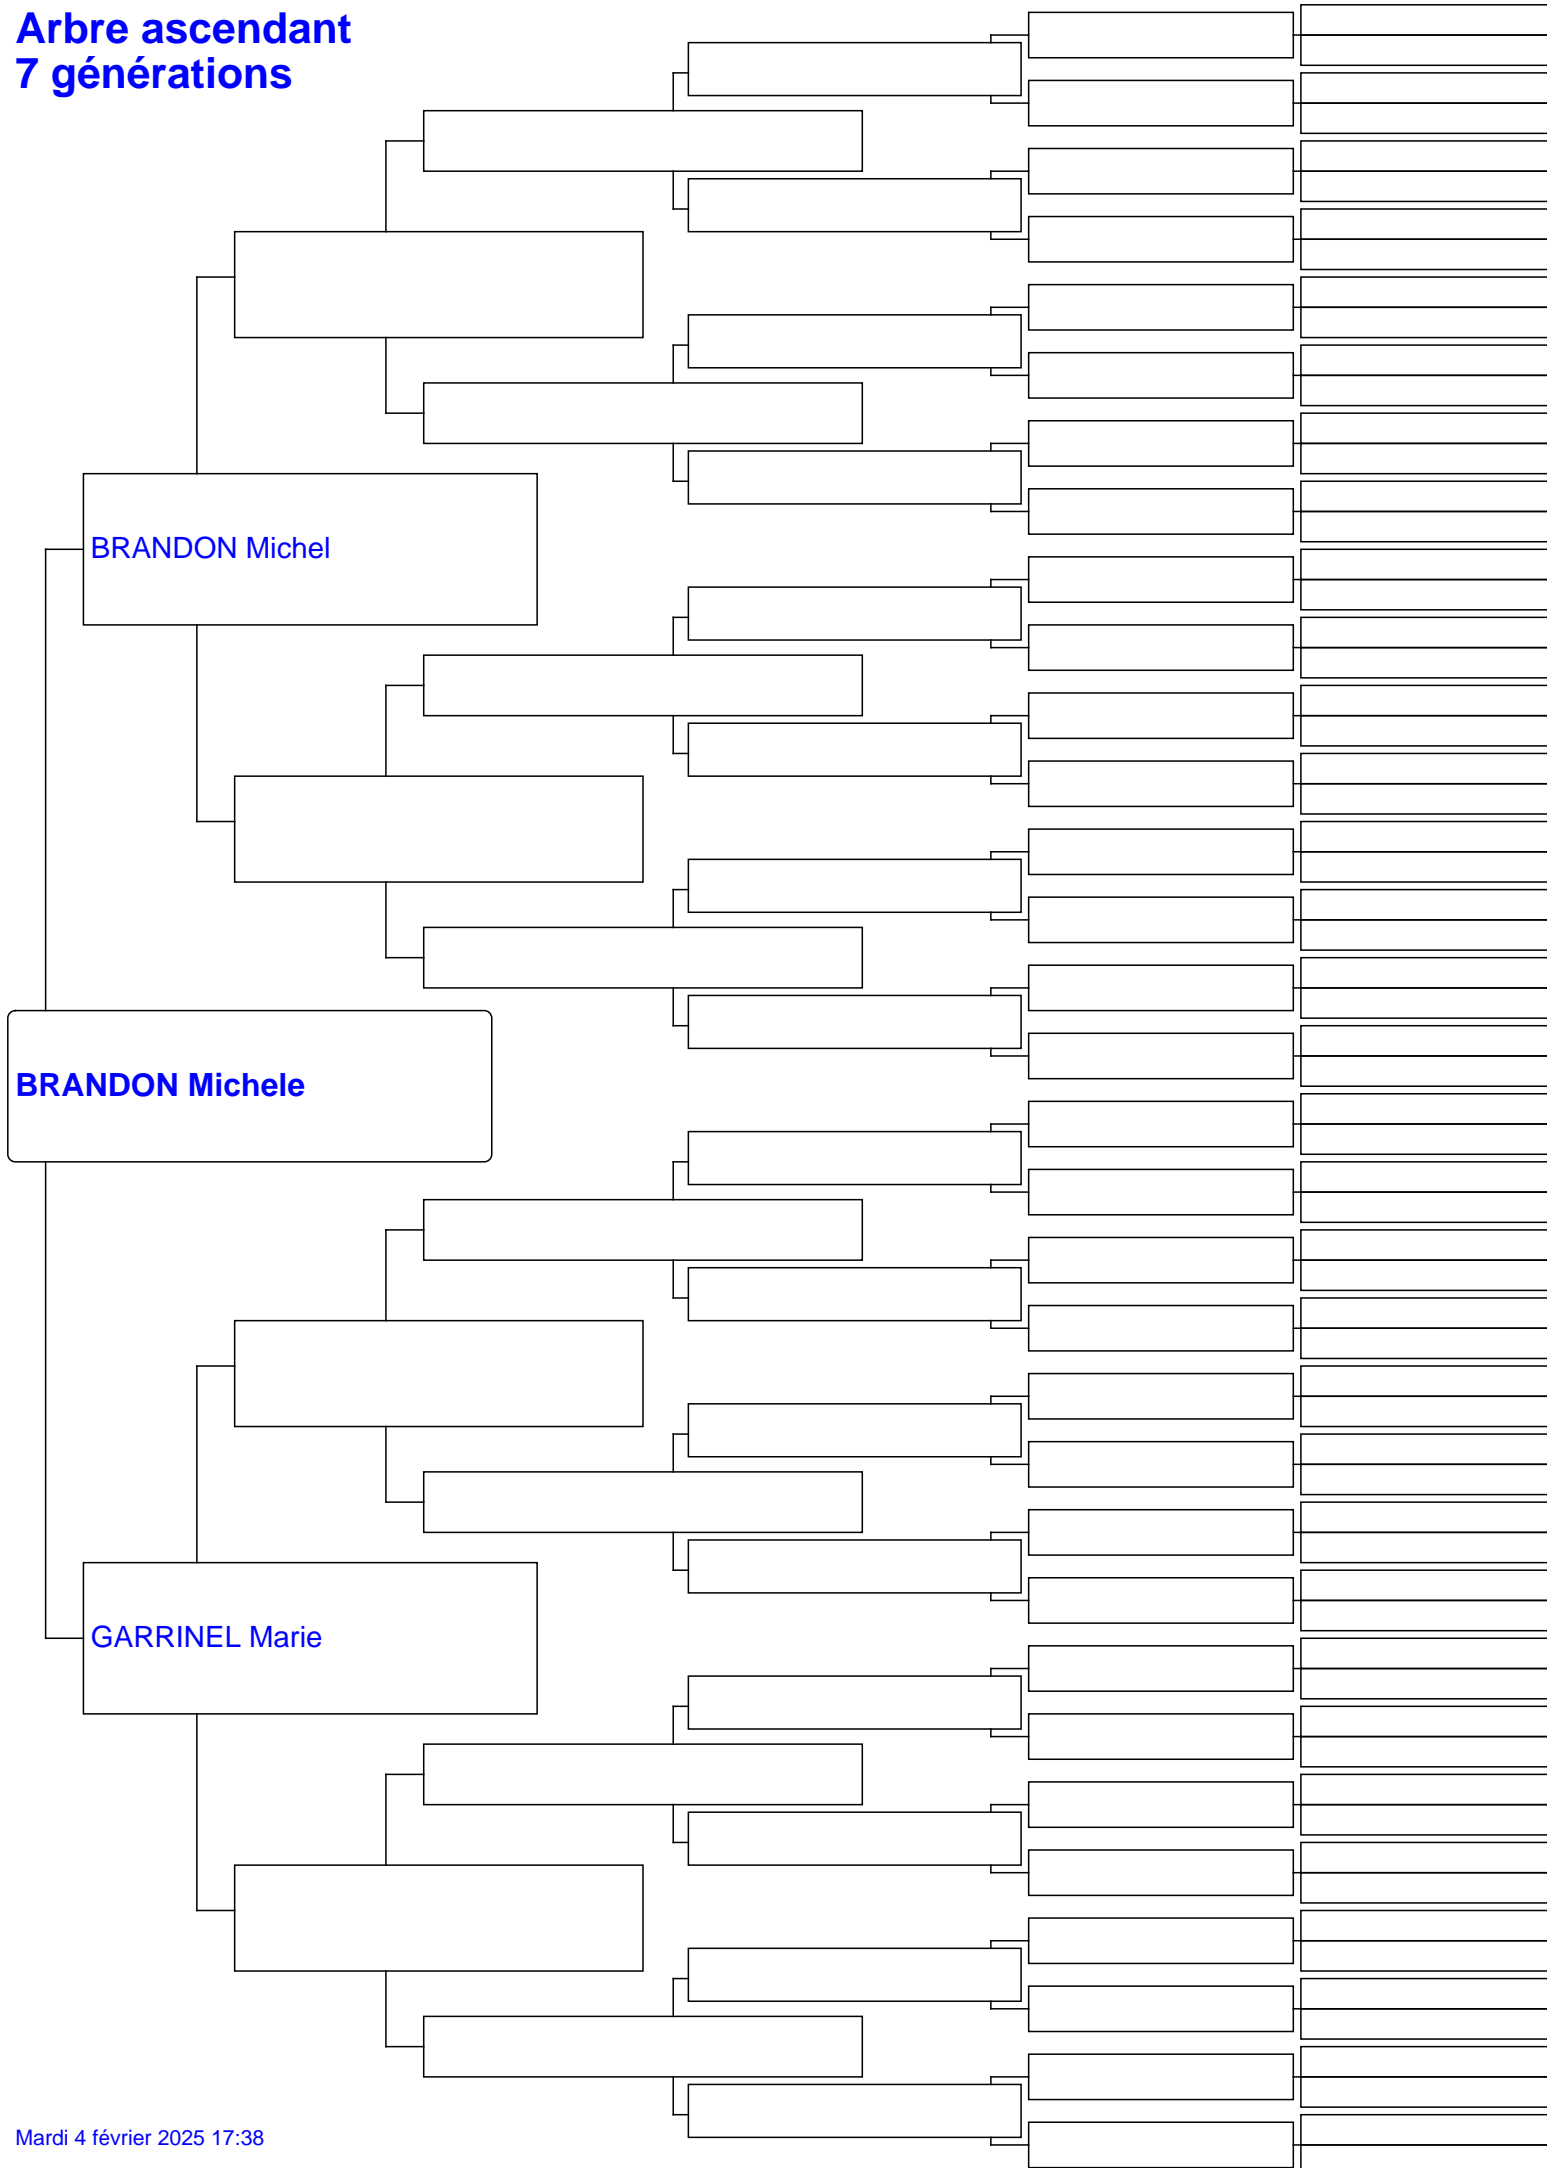 Arbre ascendant
7 générations
BRANDON Michel
BRANDON Michele
GARRINEL Marie
Mardi 4 février 2025 17:38